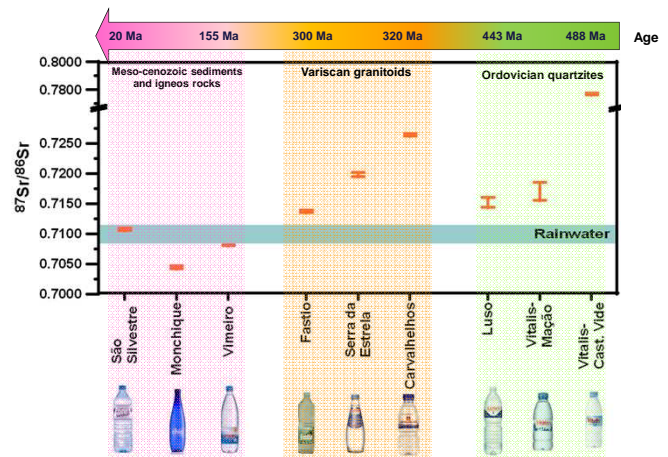 20 Ma 155 Ma 300 Ma 320 Ma 443 Ma 488 Ma Age
Meso-cenozoic sediments
and igneos rocks
Variscan granitoids
Ordovician quartzites
0.8000
0.7800
0.7250
0.7200
0.7150
0.7100
0.7050
0.7000
87Sr/86Sr
Rainwater
São
Silvestre
Monchique
Vimeiro
Fastio
Serra da
Estrela
Carvalhelhos
Luso
Vitalis-
Mação
Vitalis-
Cast. Vide